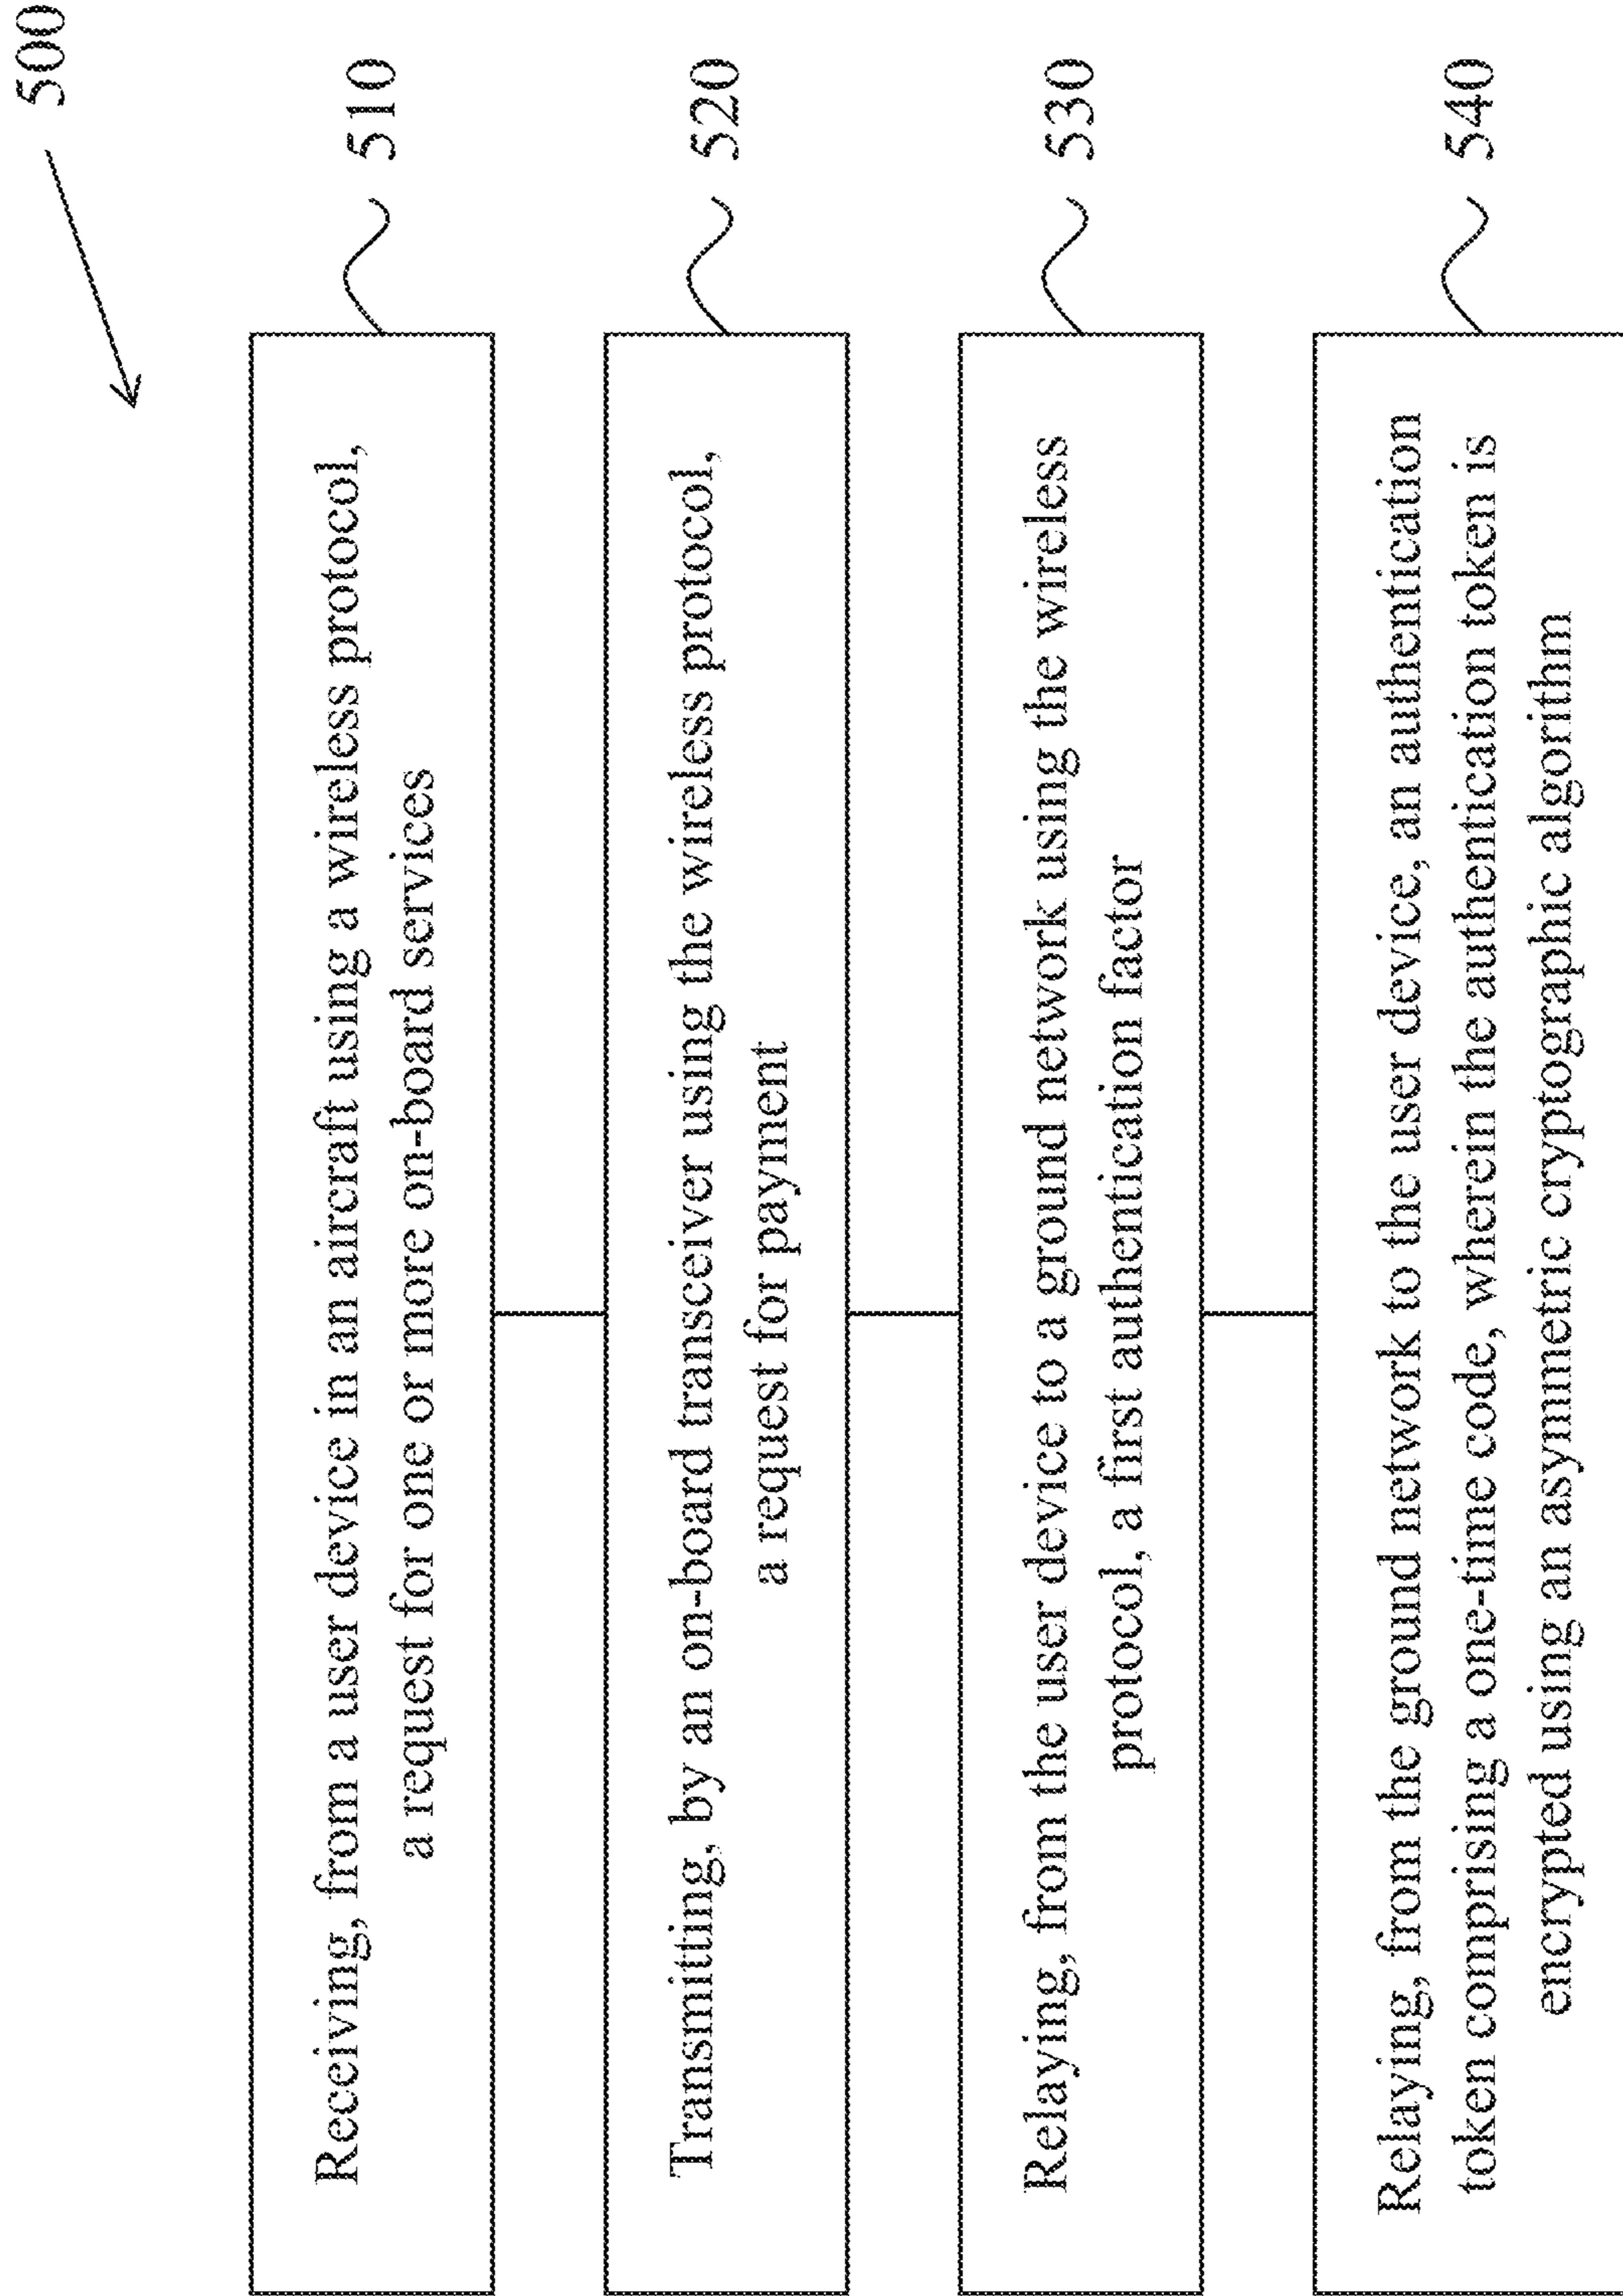 500
Receiving, from a user device in an aircraft using a wireless protocol,
a request for one or more on-board services
510
Transmitting, by an on-board transceiver using the wireless protocol,
a request for payment
520
Relaying, from the user device to a ground network using the wireless
protocol, a first authentication factor
530
Relaying, from the ground network to the user device, an authentication
token comprising a one-time code, wherein the authentication token is
encrypted using an asymmetric cryptographic algorithm
540